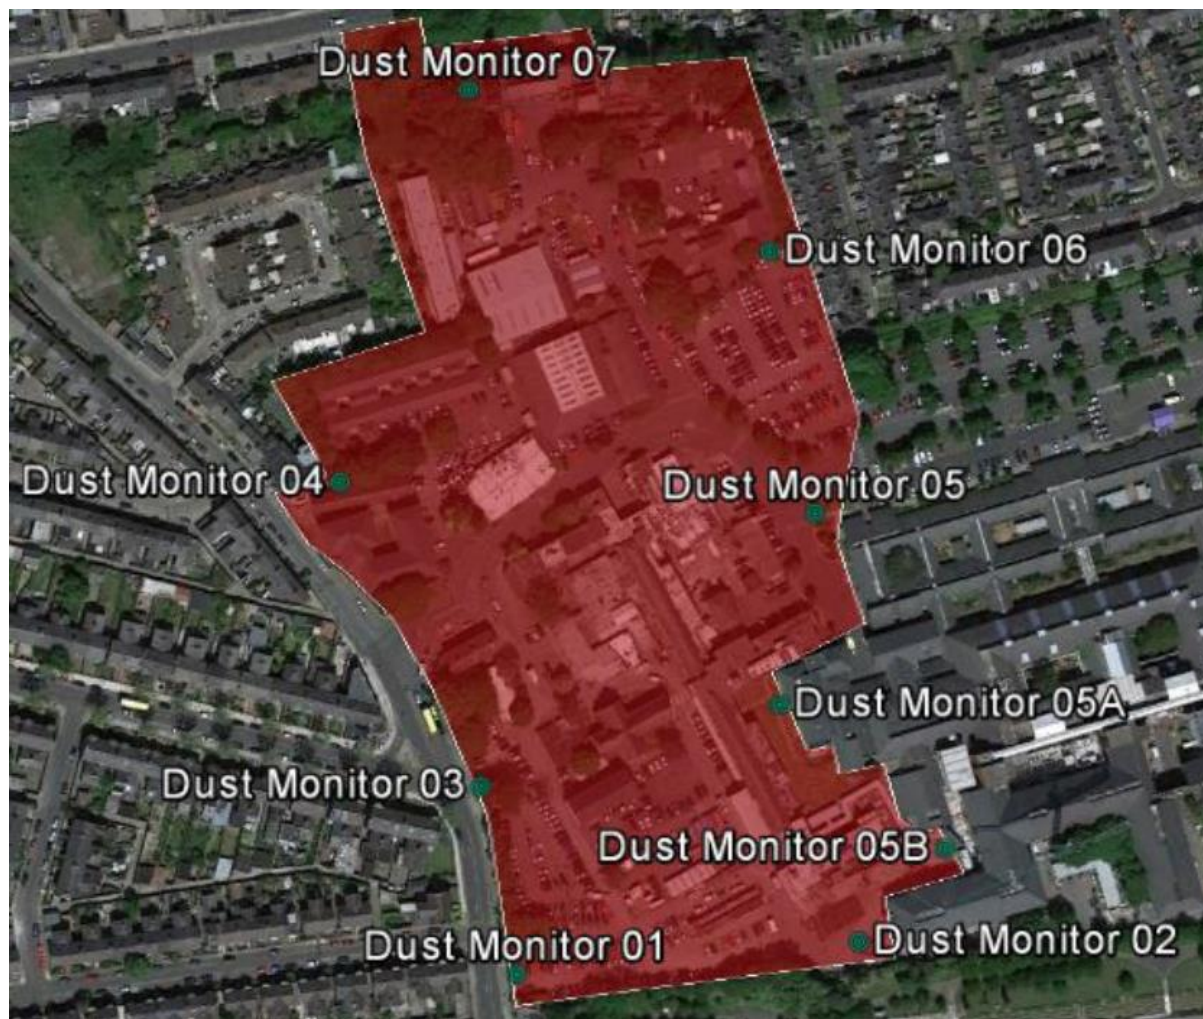 Dust Monitor 07
Dust Monitor 06
Dust Monitor 04
Dust Monitor 05
Dust Monitor 05A
Dust Monitor 03
Dust Monitor 05B
Dust Monitor 01
Dust Monitor 02